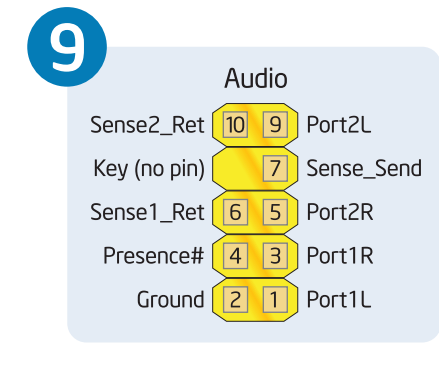 9
Audio
Sense2_Ret 10 9 Port2L
Key (no pin) 7 Sense_Send
Sense1_Ret 6 5 Port2R
Presence# 4 3 Port1R
Ground 2 1 Port1L